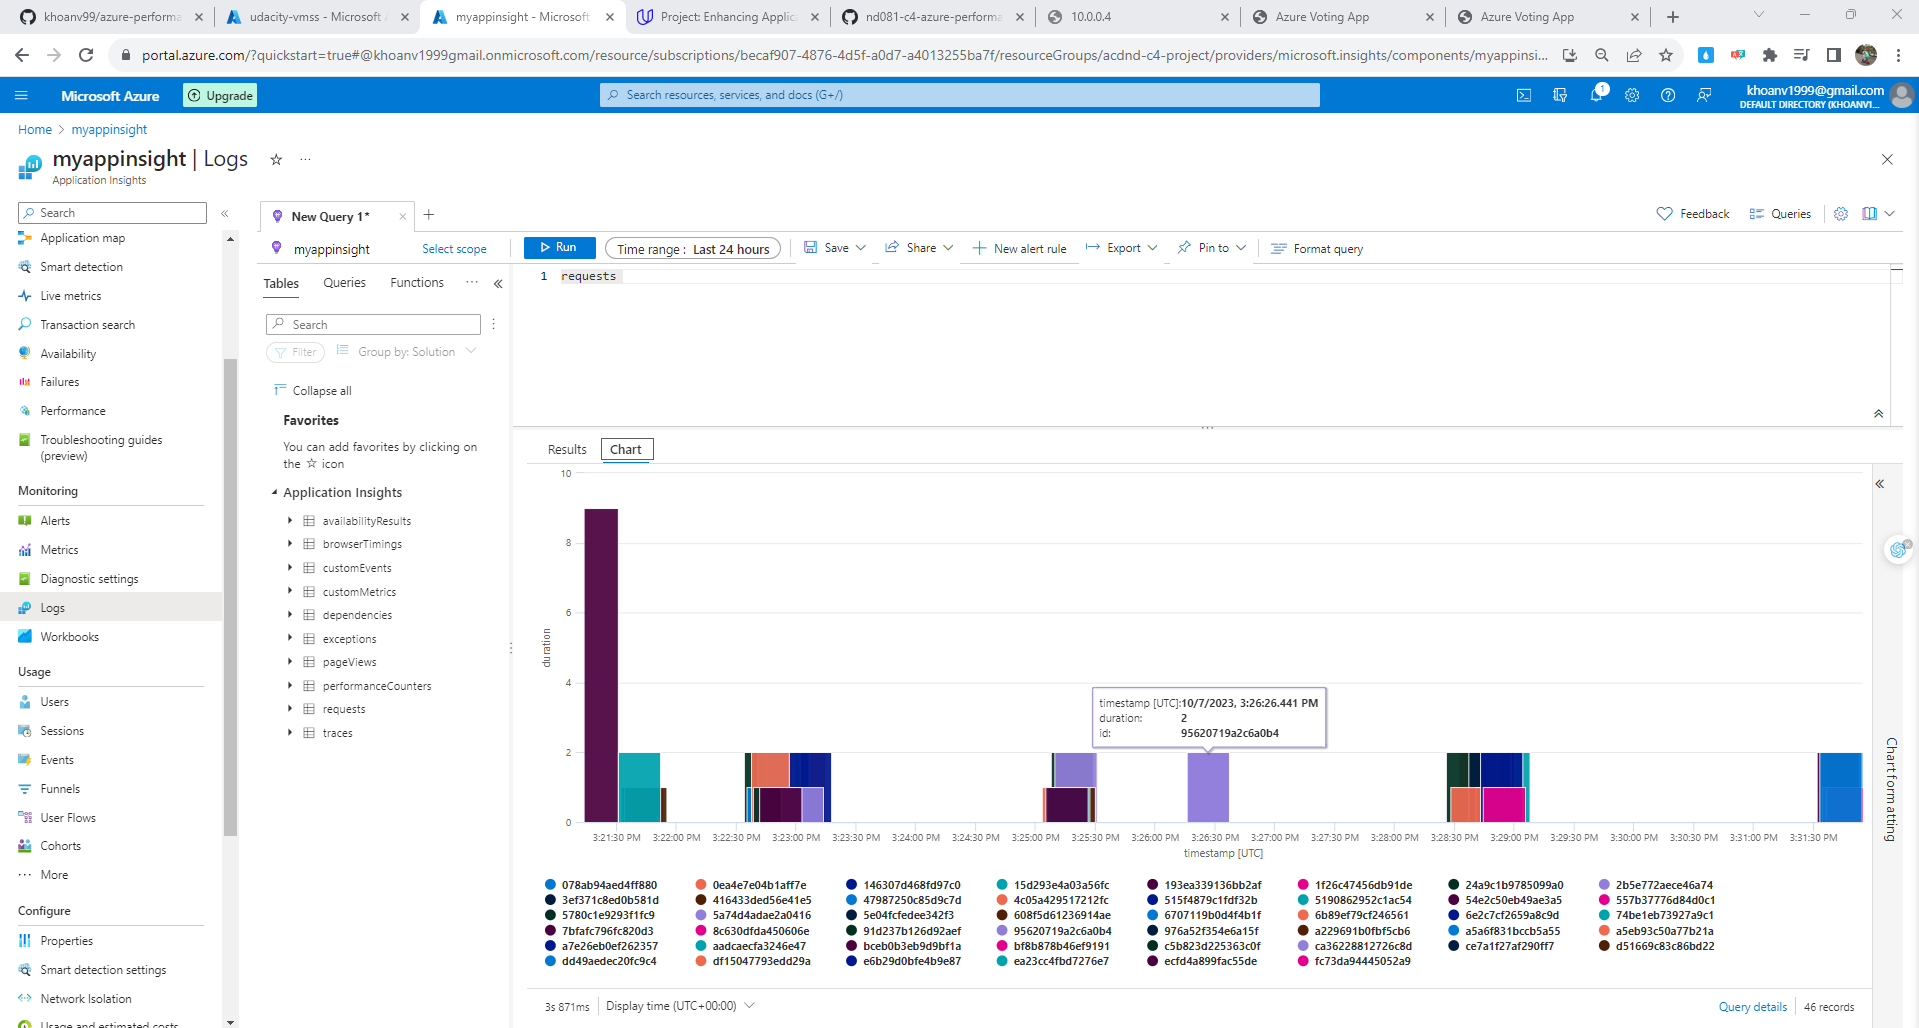 khoanv99/azure-performa
udacity-vmss - Microsoft A
myappinsight - Microsoft
Project: Enhancing Applic
nd081-c4-azure-performa
10.0.0.4
Azure Voting App
Azure Voting App
portal.azure.com/?quickstart=true#@khoanv1999gmail.onmicrosoft.com/resource/subscriptions/becaf907-4876-4d5f-a0d7-a4013255ba7f/resourceGroups/acdnd-c4-project/providers/microsoft.insights/components/myappinsi...
Microsoft Azure
Upgrade
Search resources, services, and docs (G+/)
1
khoanv1999@gmail.com
DEFAULT DIRECTORY (KHOANV1...
Home > myappinsight
myappinsight | Logs
Application Insights
Search
Application map
Smart detection
Live metrics
Transaction search
Availability
Failures
Performance
Troubleshooting guides
(preview)
Monitoring
Alerts
Metrics
Diagnostic settings
Logs
Workbooks
Usage
Users
Sessions
Events
Funnels
User Flows
Cohorts
More
Configure
Properties
Smart detection settings
Network Isolation
Usage and estimated costs
New Query 1*
Feedback
Queries
myappinsight
Select scope
Run
Time range : Last 24 hours
Save
Share
New alert rule
Export
Pin to
Format query
Tables
Queries
Functions
Search
Filter
Group by: Solution
Collapse all
Favorites
You can add favorites by clicking on
the ☆ icon
Application Insights
availabilityResults
browserTimings
customEvents
customMetrics
dependencies
exceptions
pageViews
performanceCounters
requests
traces
1 requests
Results
Chart
10
8
6
4
2
0
duration
timestamp [UTC]:10/7/2023, 3:26:26.441 PM
duration: 2
id: 95620719a2c6a0b4
3:21:30 PM 3:22:00 PM 3:22:30 PM 3:23:00 PM 3:23:30 PM 3:24:00 PM 3:24:30 PM 3:25:00 PM 3:25:30 PM 3:26:00 PM 3:26:30 PM 3:27:00 PM 3:27:30 PM 3:28:00 PM 3:28:30 PM 3:29:00 PM 3:29:30 PM 3:30:00 PM 3:30:30 PM 3:31:00 PM 3:31:30 PM
timestamp [UTC]
Chart formatting
078ab94aed4ff880 0ea4e7e04b1aff7e 146307d468fd97c0 15d293e4a03a56fc 193ea339136bb2af 1f26c47456db91de 24a9c1b9785099a0 2b5e772aece46a74
3ef371c8ed0b581d 416433ded56e41e5 47987250c85d9c7d 4c05a429517212fc 515f4879c1fdf32b 5190862952c1ac54 54e2c50eb49ae3a5 557b37776d84d0c1
5780c1e9293f1fc9 5a74d4adae2a0416 5e04fcfedee342f3 608f5d61236914ae 6707119b0d4f4b1f 6b89ef79cf246561 6e2c7cf2659a8c9d 74be1eb73927a9c1
7bfafc796fc820d3 8c630dfda450606e 91d237b126d92aef 95620719a2c6a0b4 976a52f354e6a15f a229691b0fbf5cb6 a5a6f831bccb5a55 a5eb93c50a77b21a
a7e26eb0ef262357 aadcaecfa3246e47 bceb0b3eb9d9bf1a bf8b878b46ef9191 c5b823d225363c0f ca36228812726c8d ce7a1f27af290ff7 d51669c83c86bd22
dd49aedec20fc9c4 df15047793edd29a e6b29d0bfe4b9e87 ea23cc4fbd7276e7 ecfd4a899fac55de fc73da94445052a9
3s 871ms
Display time (UTC+00:00)
Query details
46 records